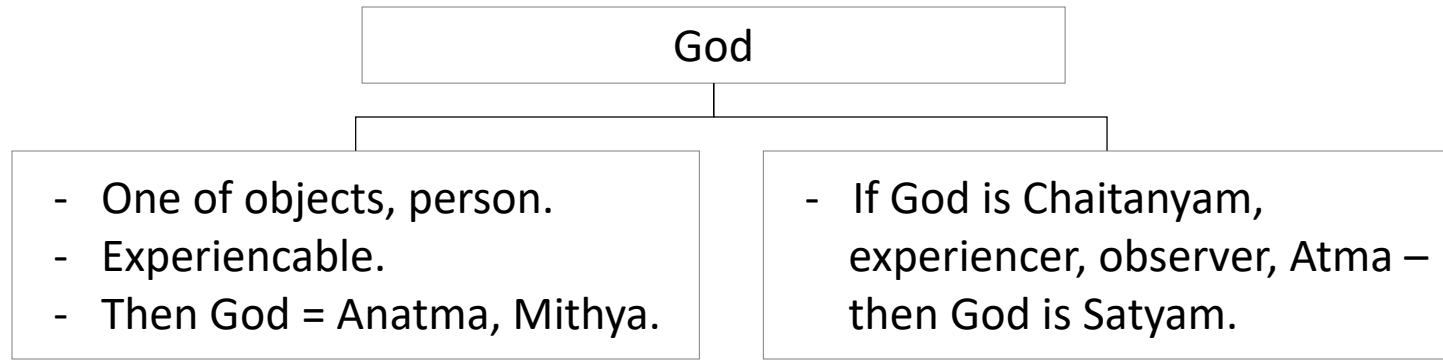 God
- One of objects, person.
- Experiencable.
- Then God = Anatma, Mithya.
- If God is Chaitanyam,
experiencer, observer, Atma –
then God is Satyam.